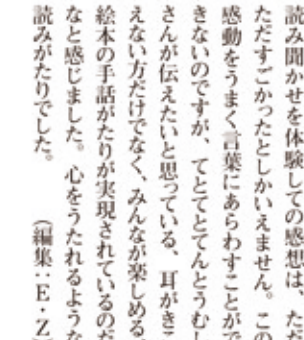 読み聞かせを体験しての感想は、ただ
ただすごかったとしかいえません。この
感動をうまく言葉にあらわすことがで
きないのですが、てとてとてんとうむし
さんが伝えたいと思っている、耳がきこ
えない方だけでなく、みんなが楽しめる
絵本の手話がたりが実現されているのだ
なと感じました。心をうたれるような
読みがたりでした。　（編集：E・Z）